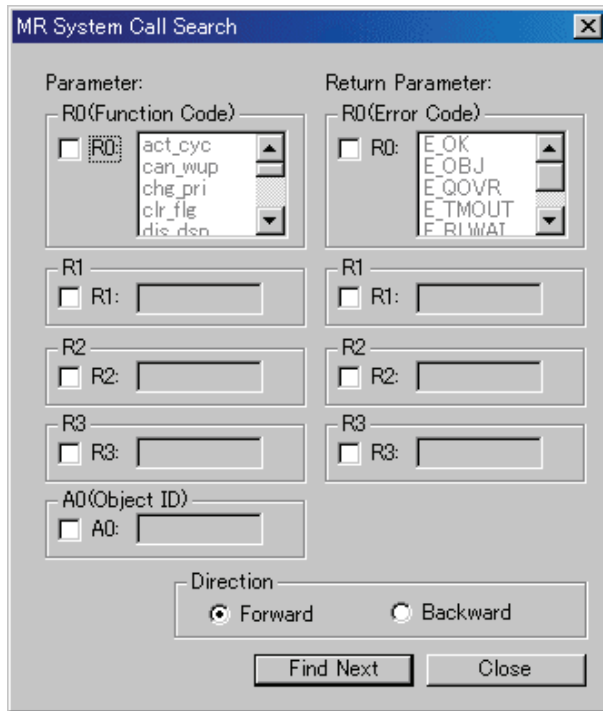 MR System Call Search
Parameter:
R0(Function Code)
R0:
act_cyc
can_wup
chg_pri
clr_flg
dis_dsp
R1
R1:
R2
R2:
R3
R3:
A0(Object ID)
A0:
Return Parameter:
R0(Error Code)
R0:
E_OK
E_OBJ
E_QOVR
E_TMOUT
E_RLWAI
R1
R1:
R2
R2:
R3
R3:
Direction
Forward
Backward
Find Next
Close